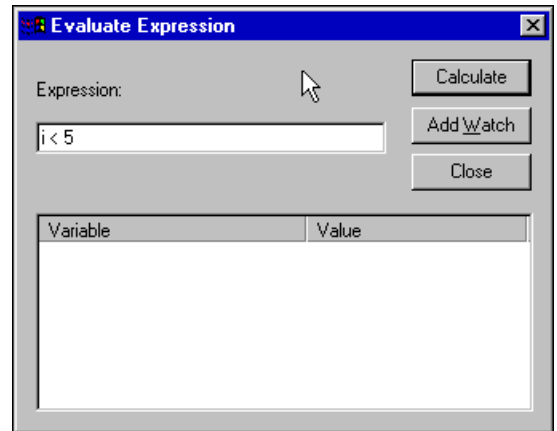 Evaluate Expression
Expression:
i < 5
Calculate
Add Watch
Close
Variable Value